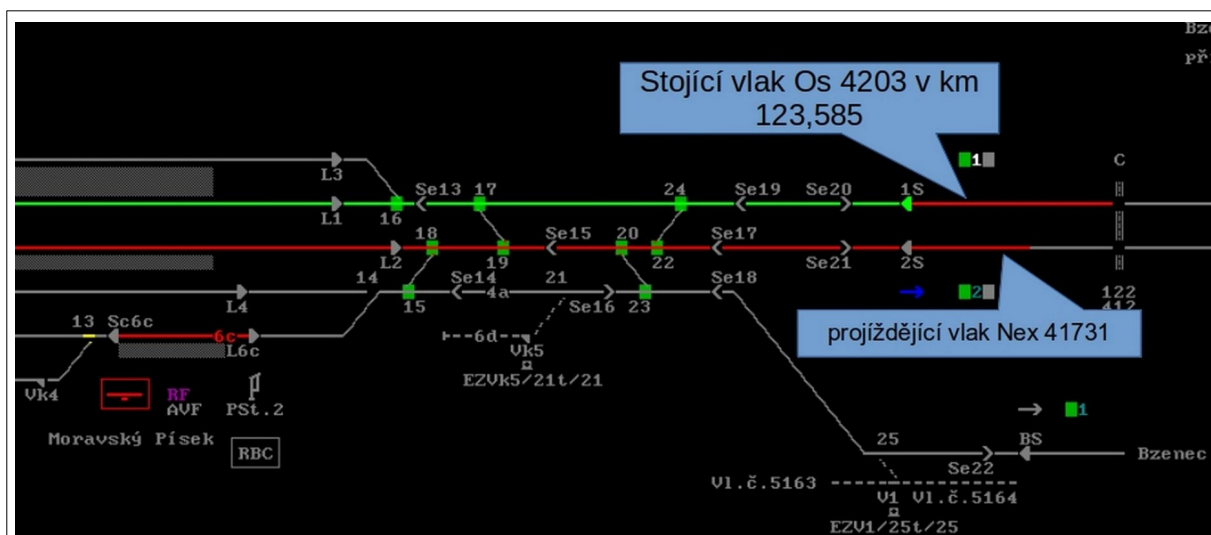 Bze
př
Stojící vlak Os 4203 v km
123,585
1
C
L3
Se13
17
24
Se19
Se20
1S
L1
16
18
Se15
20
Se17
L2
19
22
Se21
2S
14
Se14
21
Se18
L4
15
4a
Se16
23
2
122
412
13
Sc6c
6c
L6c
6d
Vk5
projíždějící vlak Nex 41731
Vk4
RF
AVF
PSt.2
EZVk5/21t/21
1
Moravský Písek
RBC
25
BS
Bzenec
Se22
Vl.č.5163
V1
Vl.č.5164
EZV1/25t/25